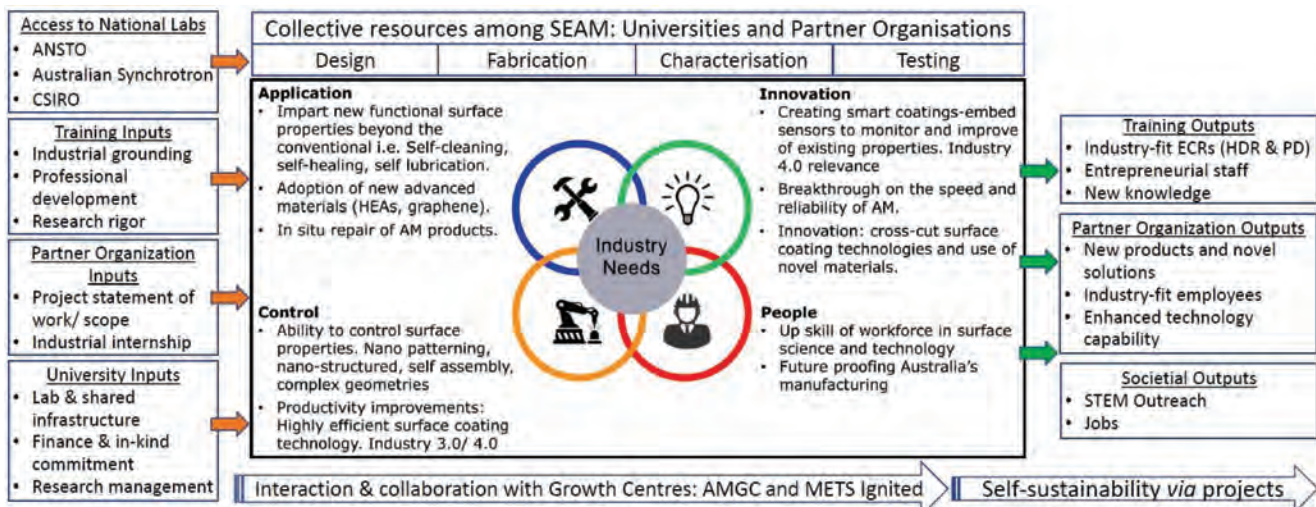 Access to National Labs
• ANSTO
• Australian Synchrotron
• CSIRO
Training Inputs
• Industrial grounding
• Professional
development
• Research rigor
Partner Organization
Inputs
• Project statement of
work/ scope
• Industrial internship
University Inputs
• Lab & shared
infrastructure
• Finance & in-kind
commitment
• Research management
Collective resources among SEAM: Universities and Partner Organisations
Design
Fabrication
Characterisation
Testing
Application
• Impart new functional surface
properties beyond the
conventional i.e. Self-cleaning,
self-healing, self lubrication.
• Adoption of new advanced
materials (HEAs, graphene).
• In situ repair of AM products.
Control
• Ability to control surface
properties. Nano patterning,
nano-structured, self assembly,
complex geometries
• Productivity improvements:
Highly efficient surface coating
technology. Industry 3.0/ 4.0
Industry
Needs
Innovation
• Creating smart coatings-embed
sensors to monitor and improve
of existing properties. Industry
4.0 relevance
• Breakthrough on the speed and
reliability of AM.
• Innovation: cross-cut surface
coating technologies and use of
novel materials.
People
• Up skill of workforce in surface
science and technology
• Future proofing Australia's
manufacturing
Training Outputs
• Industry-fit ECRs (HDR & PD)
• Entrepreneurial staff
• New knowledge
Partner Organization Outputs
• New products and novel
solutions
• Industry-fit employees
• Enhanced technology
capability
Societial Outputs
• STEM Outreach
• Jobs
Interaction & collaboration with Growth Centres: AMGC and METS Ignited
Self-sustainability via projects